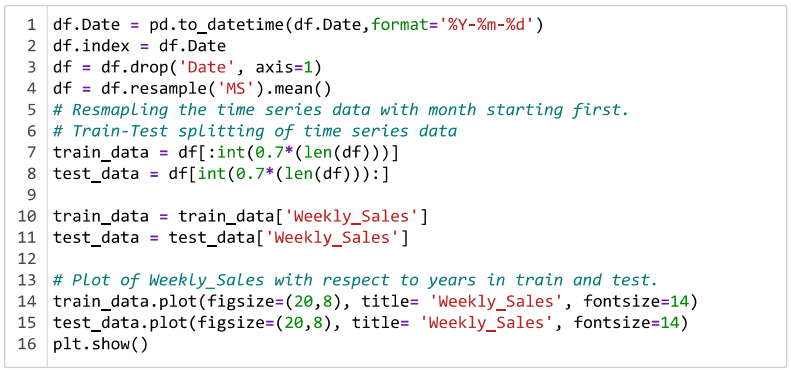 1 df.Date = pd.to_datetime(df.Date,format='%Y-%m-%d')
2 df.index = df.Date
3 df = df.drop('Date', axis=1)
4 df = df.resample('MS').mean()
5 # Resmapling the time series data with month starting first.
6 # Train-Test splitting of time series data
7 train_data = df[:int(0.7*(len(df)))]
8 test_data = df[int(0.7*(len(df))):]
9
10 train_data = train_data['Weekly_Sales']
11 test_data = test_data['Weekly_Sales']
12
13 # Plot of Weekly_Sales with respect to years in train and test.
14 train_data.plot(figsize=(20,8), title= 'Weekly_Sales', fontsize=14)
15 test_data.plot(figsize=(20,8), title= 'Weekly_Sales', fontsize=14)
16 plt.show()